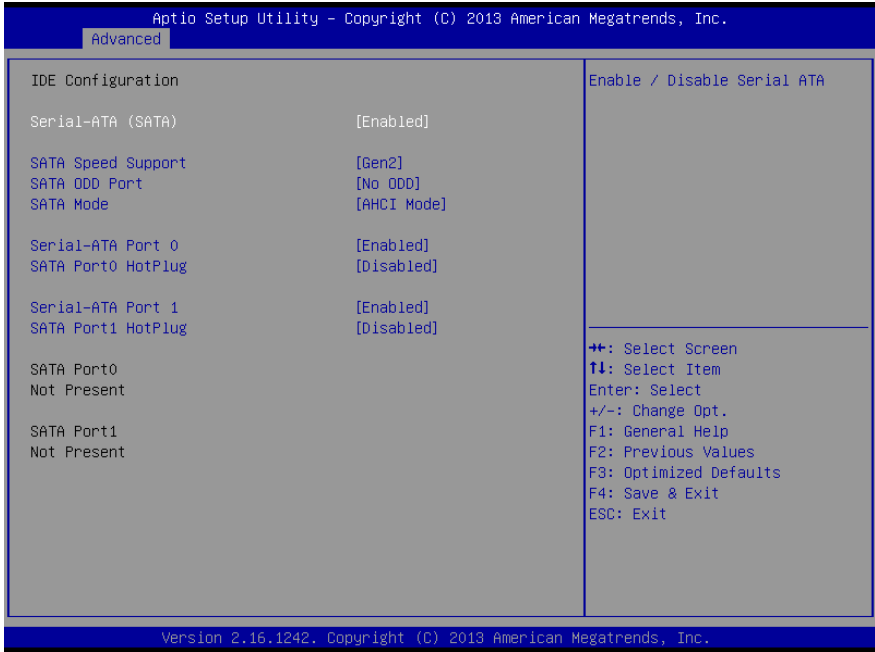 Aptio Setup Utility – Copyright (C) 2013 American Megatrends, Inc.
Advanced
IDE Configuration
Serial-ATA (SATA) [Enabled]
SATA Speed Support [Gen2]
SATA ODD Port [No ODD]
SATA Mode [AHCI Mode]
Serial-ATA Port 0 [Enabled]
SATA Port0 HotPlug [Disabled]
Serial-ATA Port 1 [Enabled]
SATA Port1 HotPlug [Disabled]
SATA Port0
Not Present
SATA Port1
Not Present
Enable / Disable Serial ATA
→←: Select Screen
↑↓: Select Item
Enter: Select
+/-: Change Opt.
F1: General Help
F2: Previous Values
F3: Optimized Defaults
F4: Save & Exit
ESC: Exit
Version 2.16.1242. Copyright (C) 2013 American Megatrends, Inc.